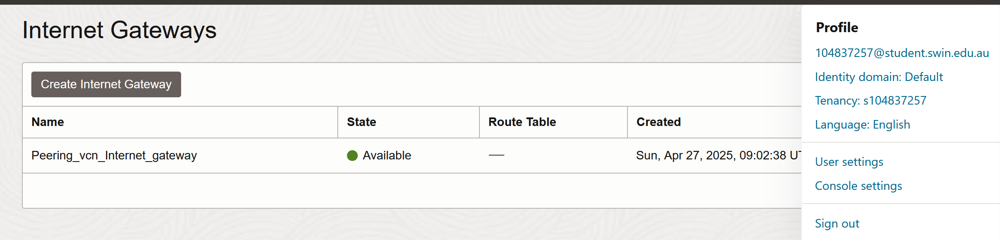 Internet Gateways
Create Internet Gateway
Name State Route Table Created
Peering_vcn_Internet_gateway Available — Sun, Apr 27, 2025, 09:02:38
Profile
104837257@student.swin.edu.au
Identity domain: Default
Tenancy: s104837257
Language: English
User settings
Console settings
Sign out